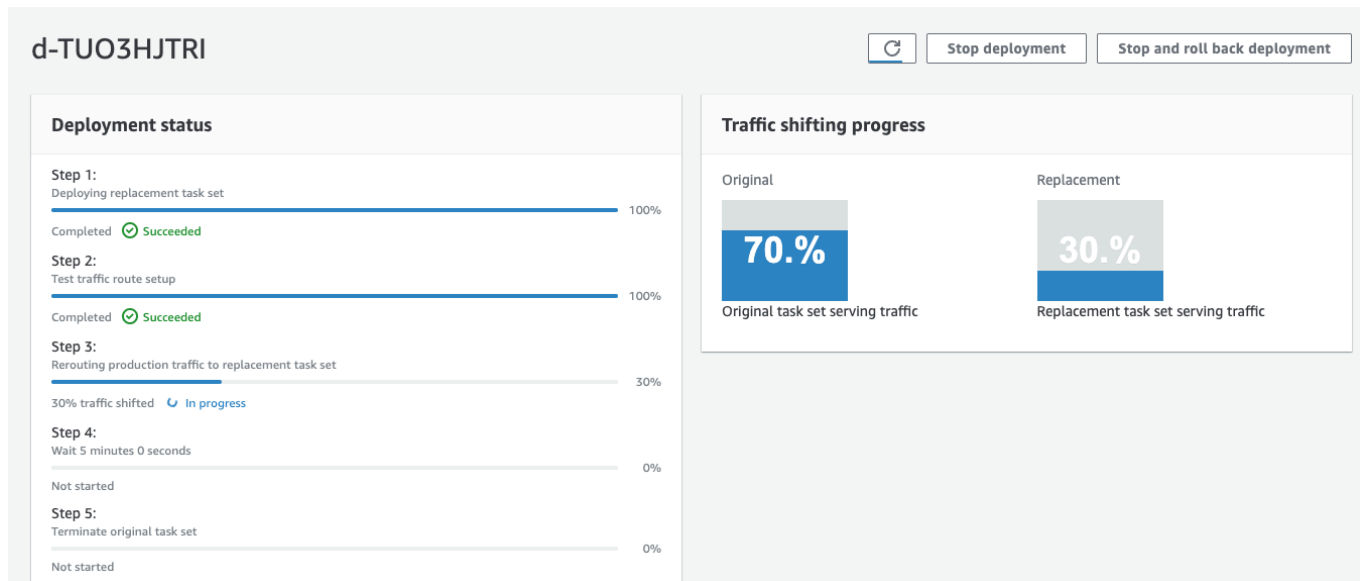 d-TUO3HJTRI
Stop deployment
Stop and roll back deployment
Deployment status
Step 1:
Deploying replacement task set
100%
Completed Succeeded
Step 2:
Test traffic route setup
100%
Completed Succeeded
Step 3:
Rerouting production traffic to replacement task set
30%
30% traffic shifted In progress
Step 4:
Wait 5 minutes 0 seconds
0%
Not started
Step 5:
Terminate original task set
0%
Not started
Traffic shifting progress
Original
70.%
Original task set serving traffic
Replacement
30.%
Replacement task set serving traffic